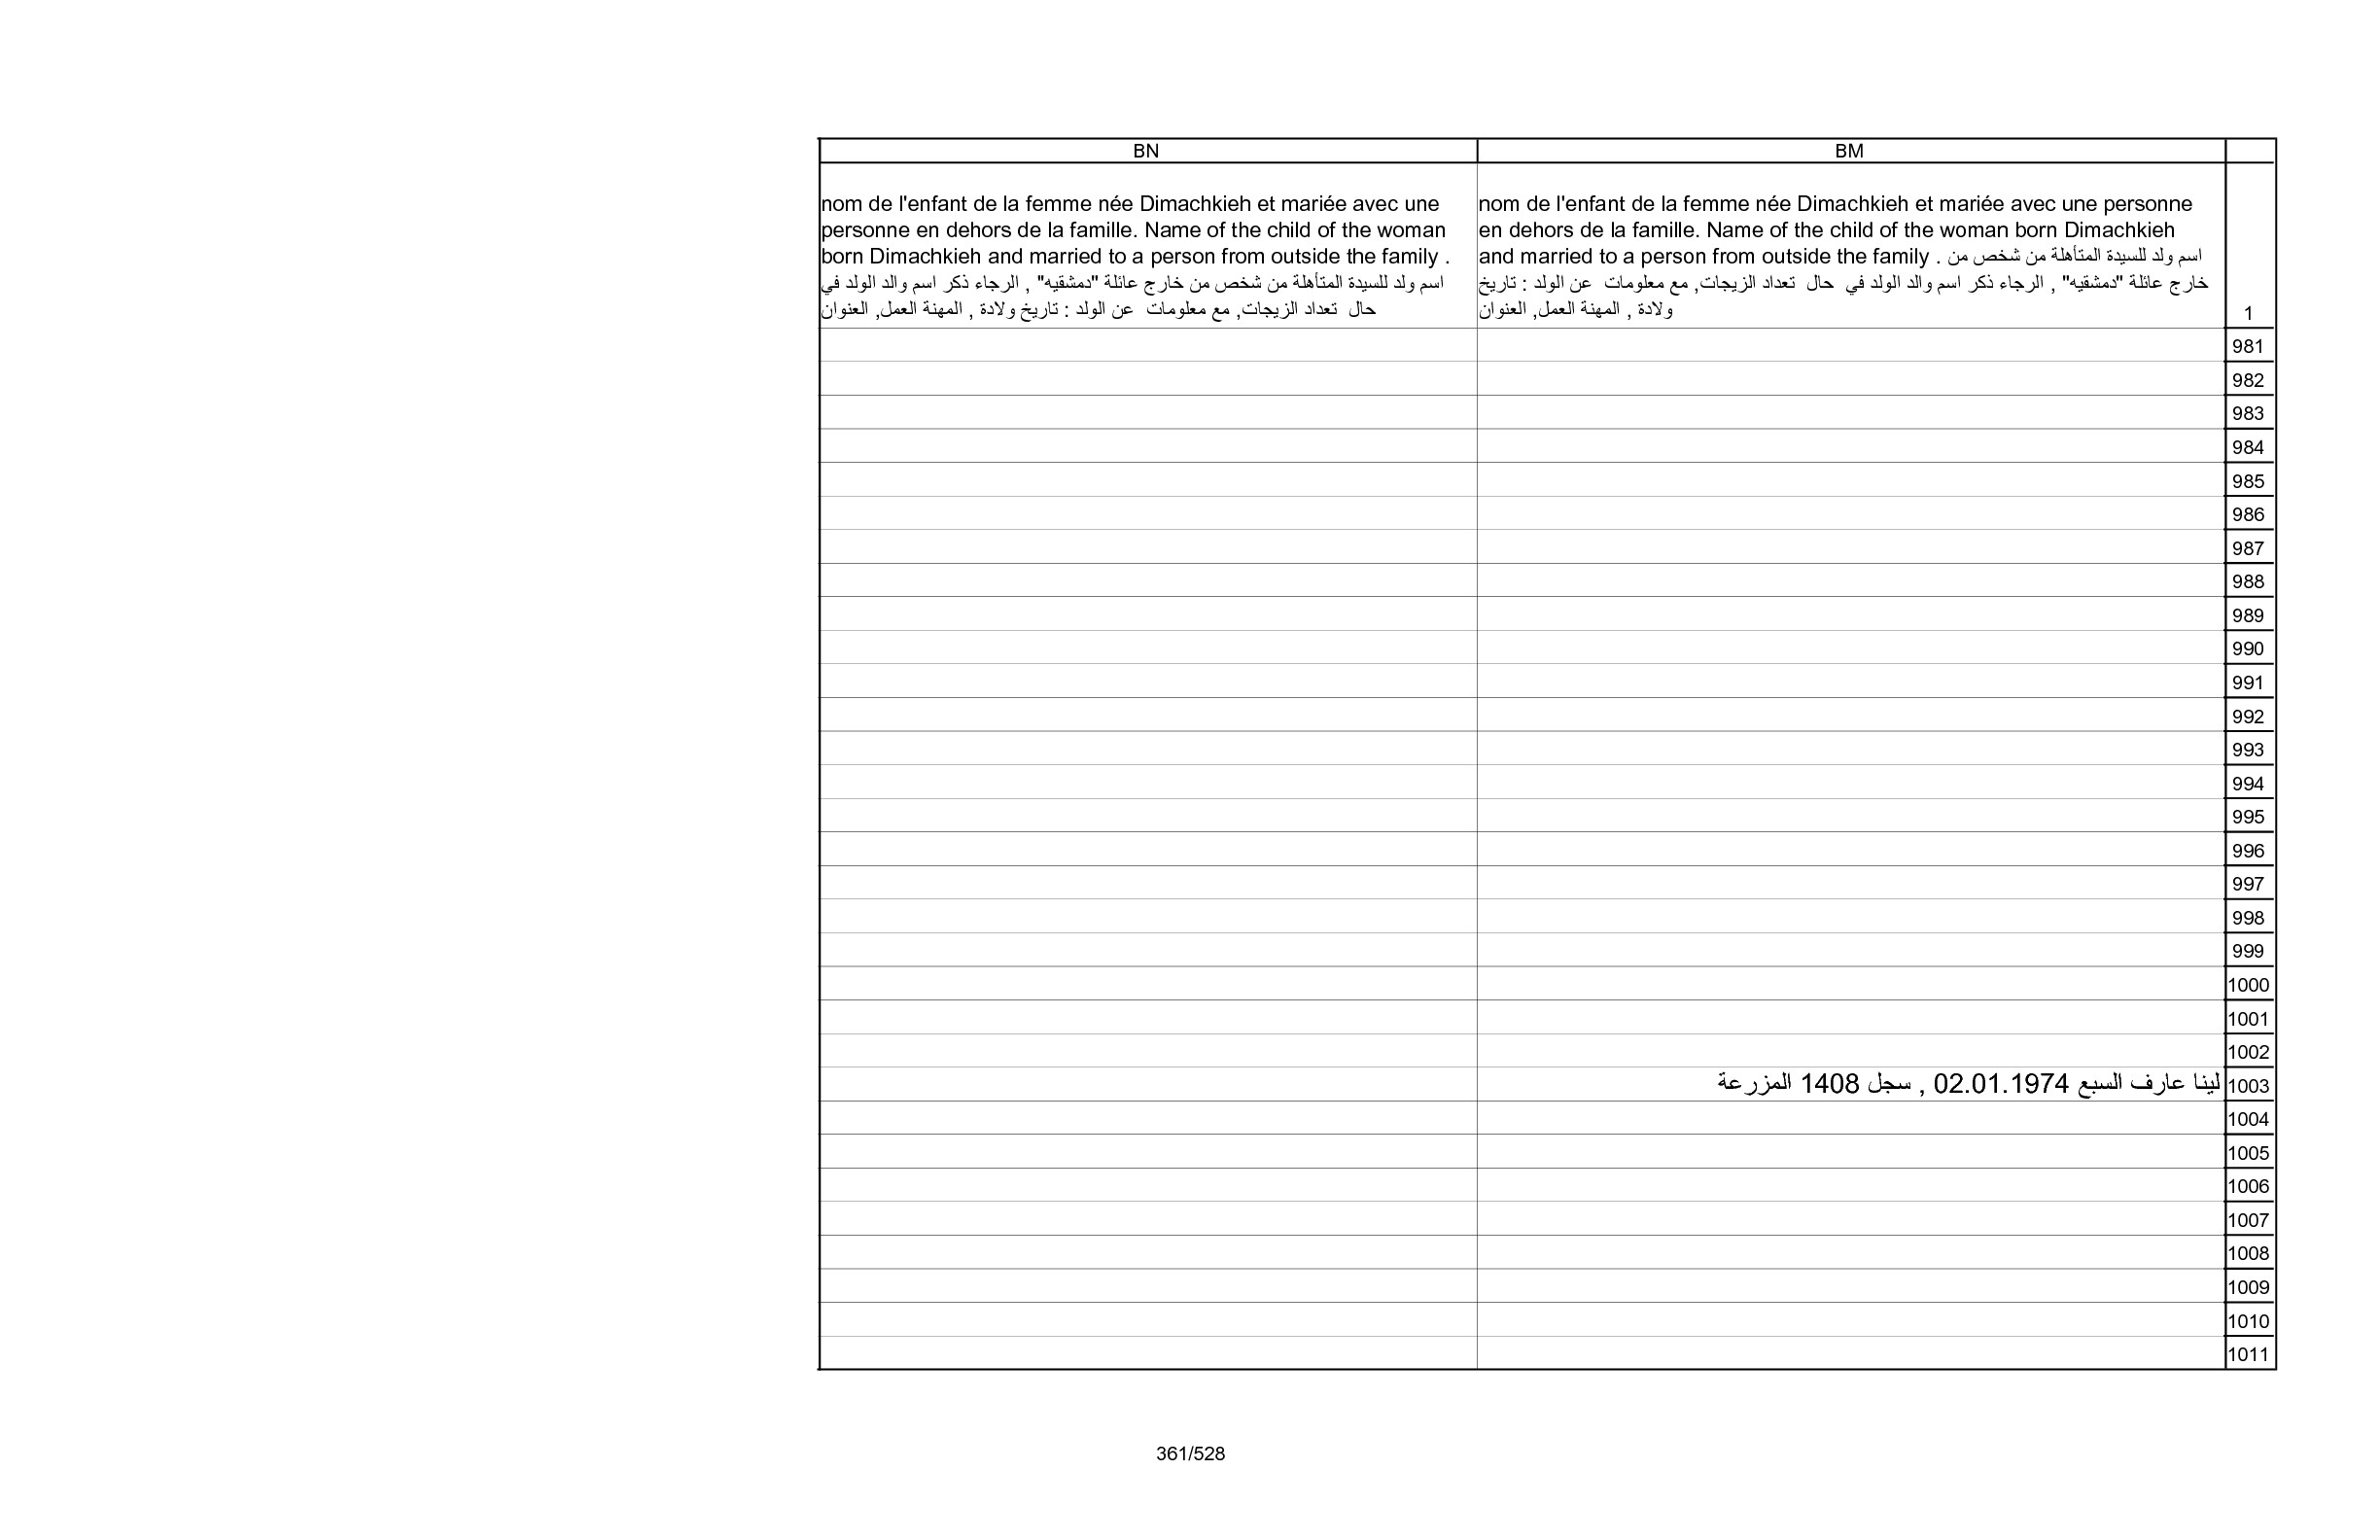 BN
BM
nom de l'enfant de la femme née Dimachkieh et mariée avec une
personne en dehors de la famille. Name of the child of the woman
born Dimachkieh and married to a person from outside the family .
اسم ولد للسيدة المتأهلة من شخص من خارج عائلة "دمشقيه" , الرجاء ذكر اسم والد الولد في
حال تعداد الزيجات, مع معلومات عن الولد : تاريخ ولادة , المهنة العمل, العنوان
nom de l'enfant de la femme née Dimachkieh et mariée avec une personne
en dehors de la famille. Name of the child of the woman born Dimachkieh
and married to a person from outside the family . اسم ولد للسيدة المتأهلة من شخص من
خارج عائلة "دمشقيه" , الرجاء ذكر اسم والد الولد في حال تعداد الزيجات, مع معلومات عن الولد : تاريخ
ولادة , المهنة العمل, العنوان
1
981
982
983
984
985
986
987
988
989
990
991
992
993
994
995
996
997
998
999
1000
1001
1002
لينا عارف السبع 02.01.1974 , سجل 1408 المزرعة
1003
1004
1005
1006
1007
1008
1009
1010
1011
361/528